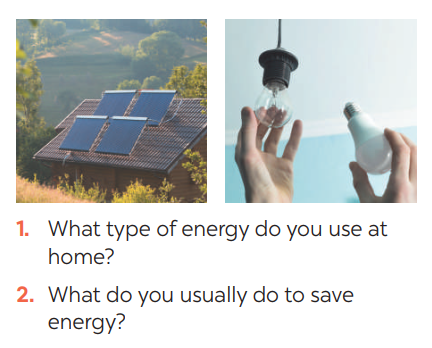 1. What type of energy do you use at
home?
2. What do you usually do to save
energy?